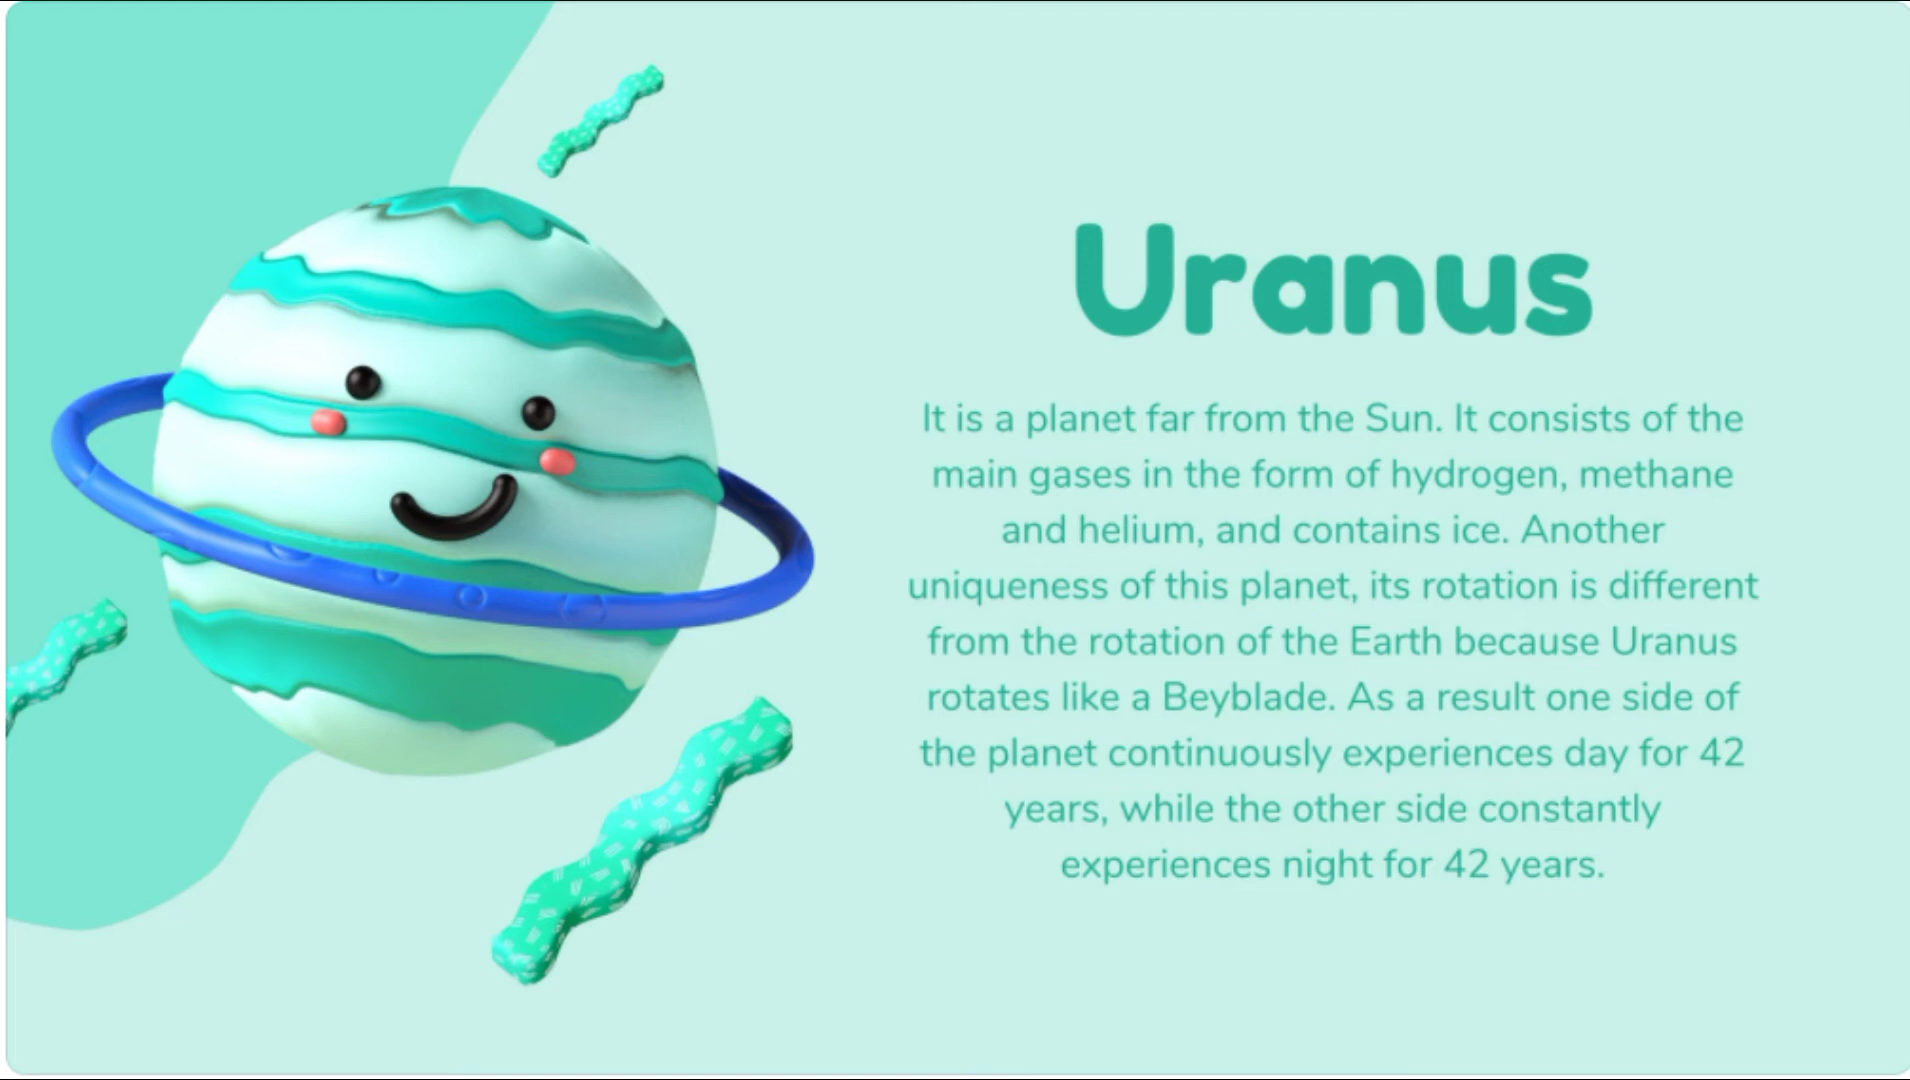 Uranus
It is a planet far from the Sun. It consists of the
main gases in the form of hydrogen, methane
and helium, and contains ice. Another
uniqueness of this planet, its rotation is different
from the rotation of the Earth because Uranus
rotates like a Beyblade. As a result one side of
the planet continuously experiences day for 42
years, while the other side constantly
experiences night for 42 years.